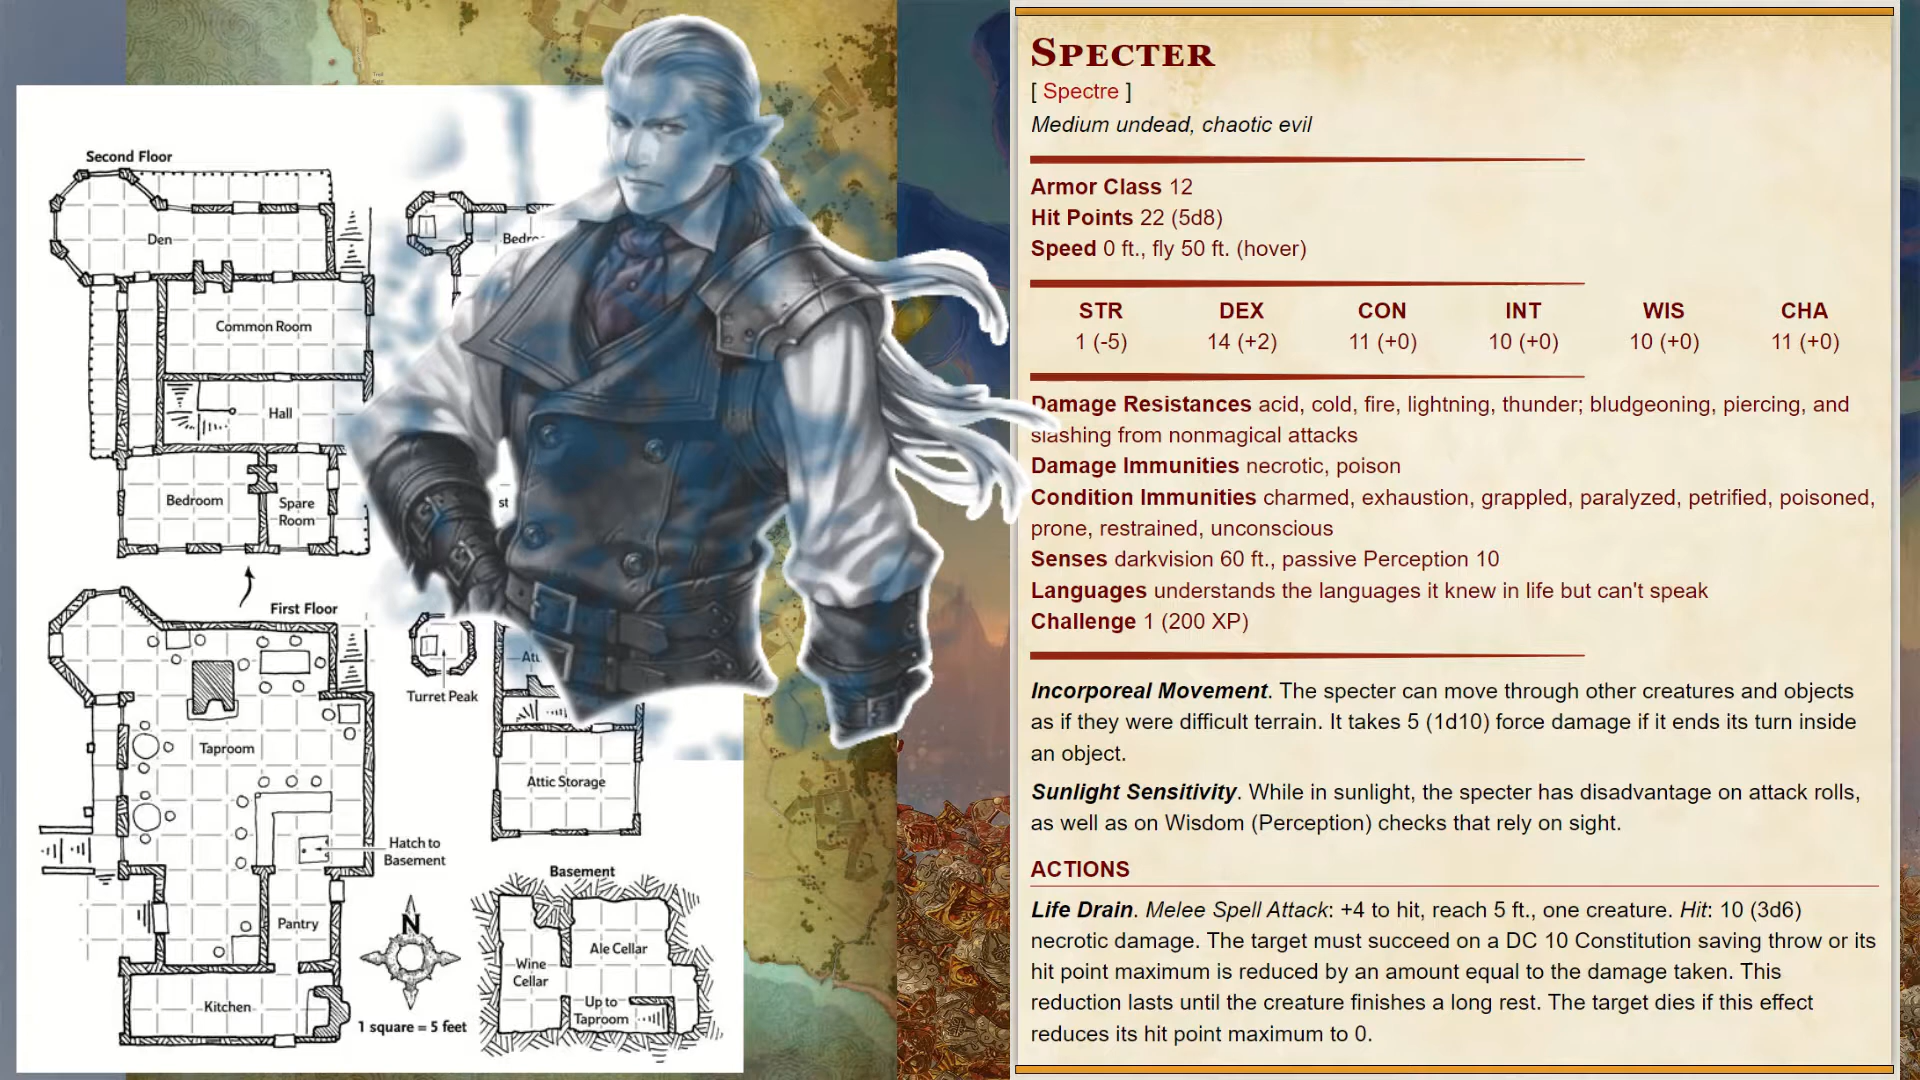 Second Floor
Den
Common Room
Hall
Bedroom
Spare
Room
First Floor
Taproom
Hatch to
Basement
Pantry
Kitchen
N
1 square = 5 feet
Turret Peak
Attic Storage
Basement
Ale Cellar
Wine
Cellar
Up to
Taproom
SPECTER
[ Spectre ]
Medium undead, chaotic evil
Armor Class 12
Hit Points 22 (5d8)
Speed 0 ft., fly 50 ft. (hover)
STR DEX CON INT WIS CHA
1 (-5) 14 (+2) 11 (+0) 10 (+0) 10 (+0) 11 (+0)
Damage Resistances acid, cold, fire, lightning, thunder; bludgeoning, piercing, and
slashing from nonmagical attacks
Damage Immunities necrotic, poison
Condition Immunities charmed, exhaustion, grappled, paralyzed, petrified, poisoned,
prone, restrained, unconscious
Senses darkvision 60 ft., passive Perception 10
Languages understands the languages it knew in life but can't speak
Challenge 1 (200 XP)
Incorporeal Movement. The specter can move through other creatures and objects
as if they were difficult terrain. It takes 5 (1d10) force damage if it ends its turn inside
an object.
Sunlight Sensitivity. While in sunlight, the specter has disadvantage on attack rolls,
as well as on Wisdom (Perception) checks that rely on sight.
ACTIONS
Life Drain. Melee Spell Attack: +4 to hit, reach 5 ft., one creature. Hit: 10 (3d6)
necrotic damage. The target must succeed on a DC 10 Constitution saving throw or its
hit point maximum is reduced by an amount equal to the damage taken. This
reduction lasts until the creature finishes a long rest. The target dies if this effect
reduces its hit point maximum to 0.